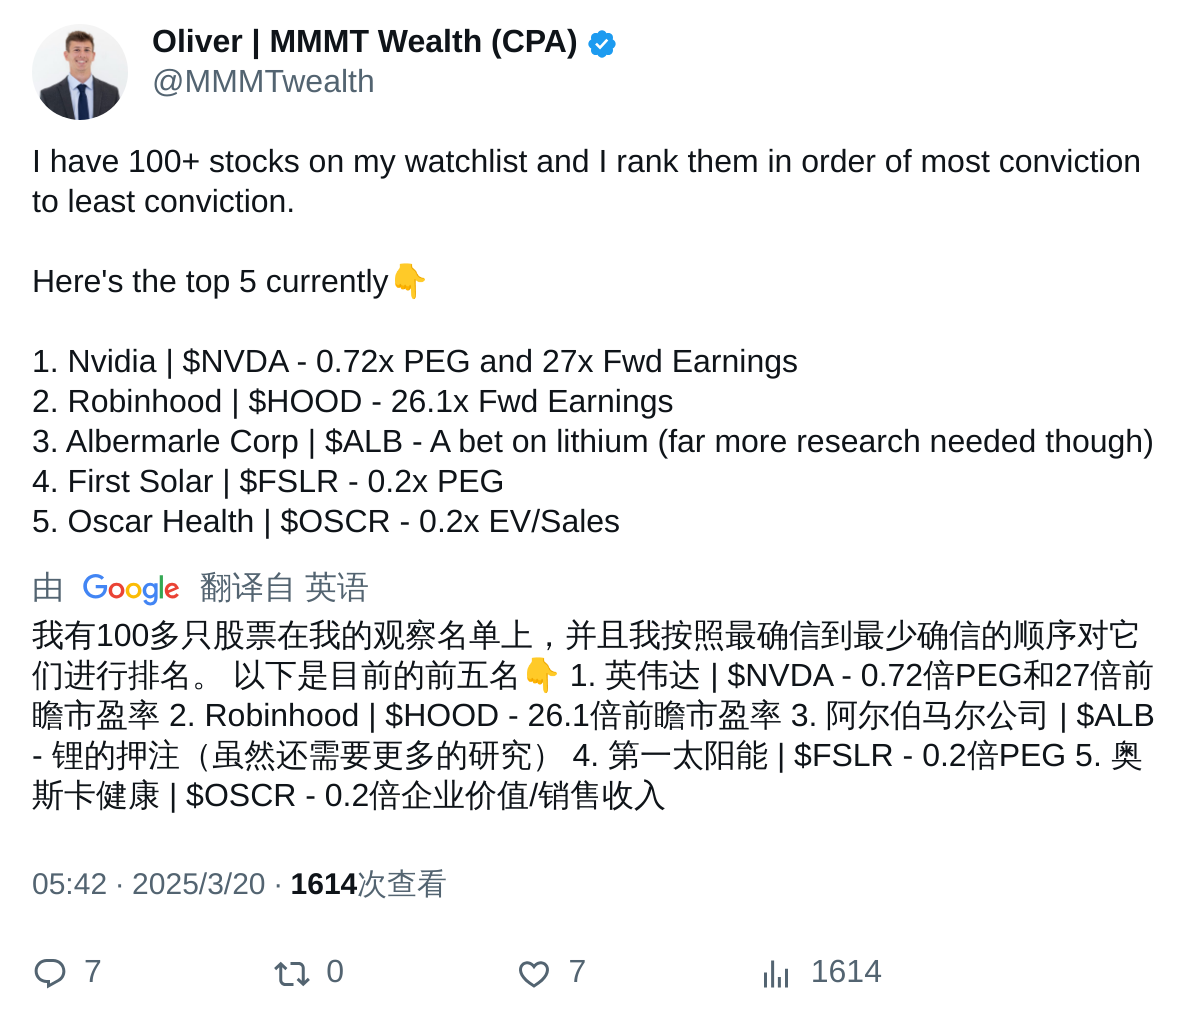 Oliver | MMMT Wealth (CPA)
@MMMTwealth
I have 100+ stocks on my watchlist and I rank them in order of most conviction
to least conviction.
Here's the top 5 currently👇
1. Nvidia | $NVDA - 0.72x PEG and 27x Fwd Earnings
2. Robinhood | $HOOD - 26.1x Fwd Earnings
3. Albermarle Corp | $ALB - A bet on lithium (far more research needed though)
4. First Solar | $FSLR - 0.2x PEG
5. Oscar Health | $OSCR - 0.2x EV/Sales
由 Google 翻译自 英语
我有100多只股票在我的观察名单上，并且我按照最确信到最少确信的顺序对它
们进行排名。 以下是目前的前五名👇 1. 英伟达 | $NVDA - 0.72倍PEG和27倍前
瞻市盈率 2. Robinhood | $HOOD - 26.1倍前瞻市盈率 3. 阿尔伯马尔公司 | $ALB
- 锂的押注（虽然还需要更多的研究） 4. 第一太阳能 | $FSLR - 0.2倍PEG 5. 奥
斯卡健康 | $OSCR - 0.2倍企业价值/销售收入
05:42 · 2025/3/20 · 1614次查看
7 0 7 1614